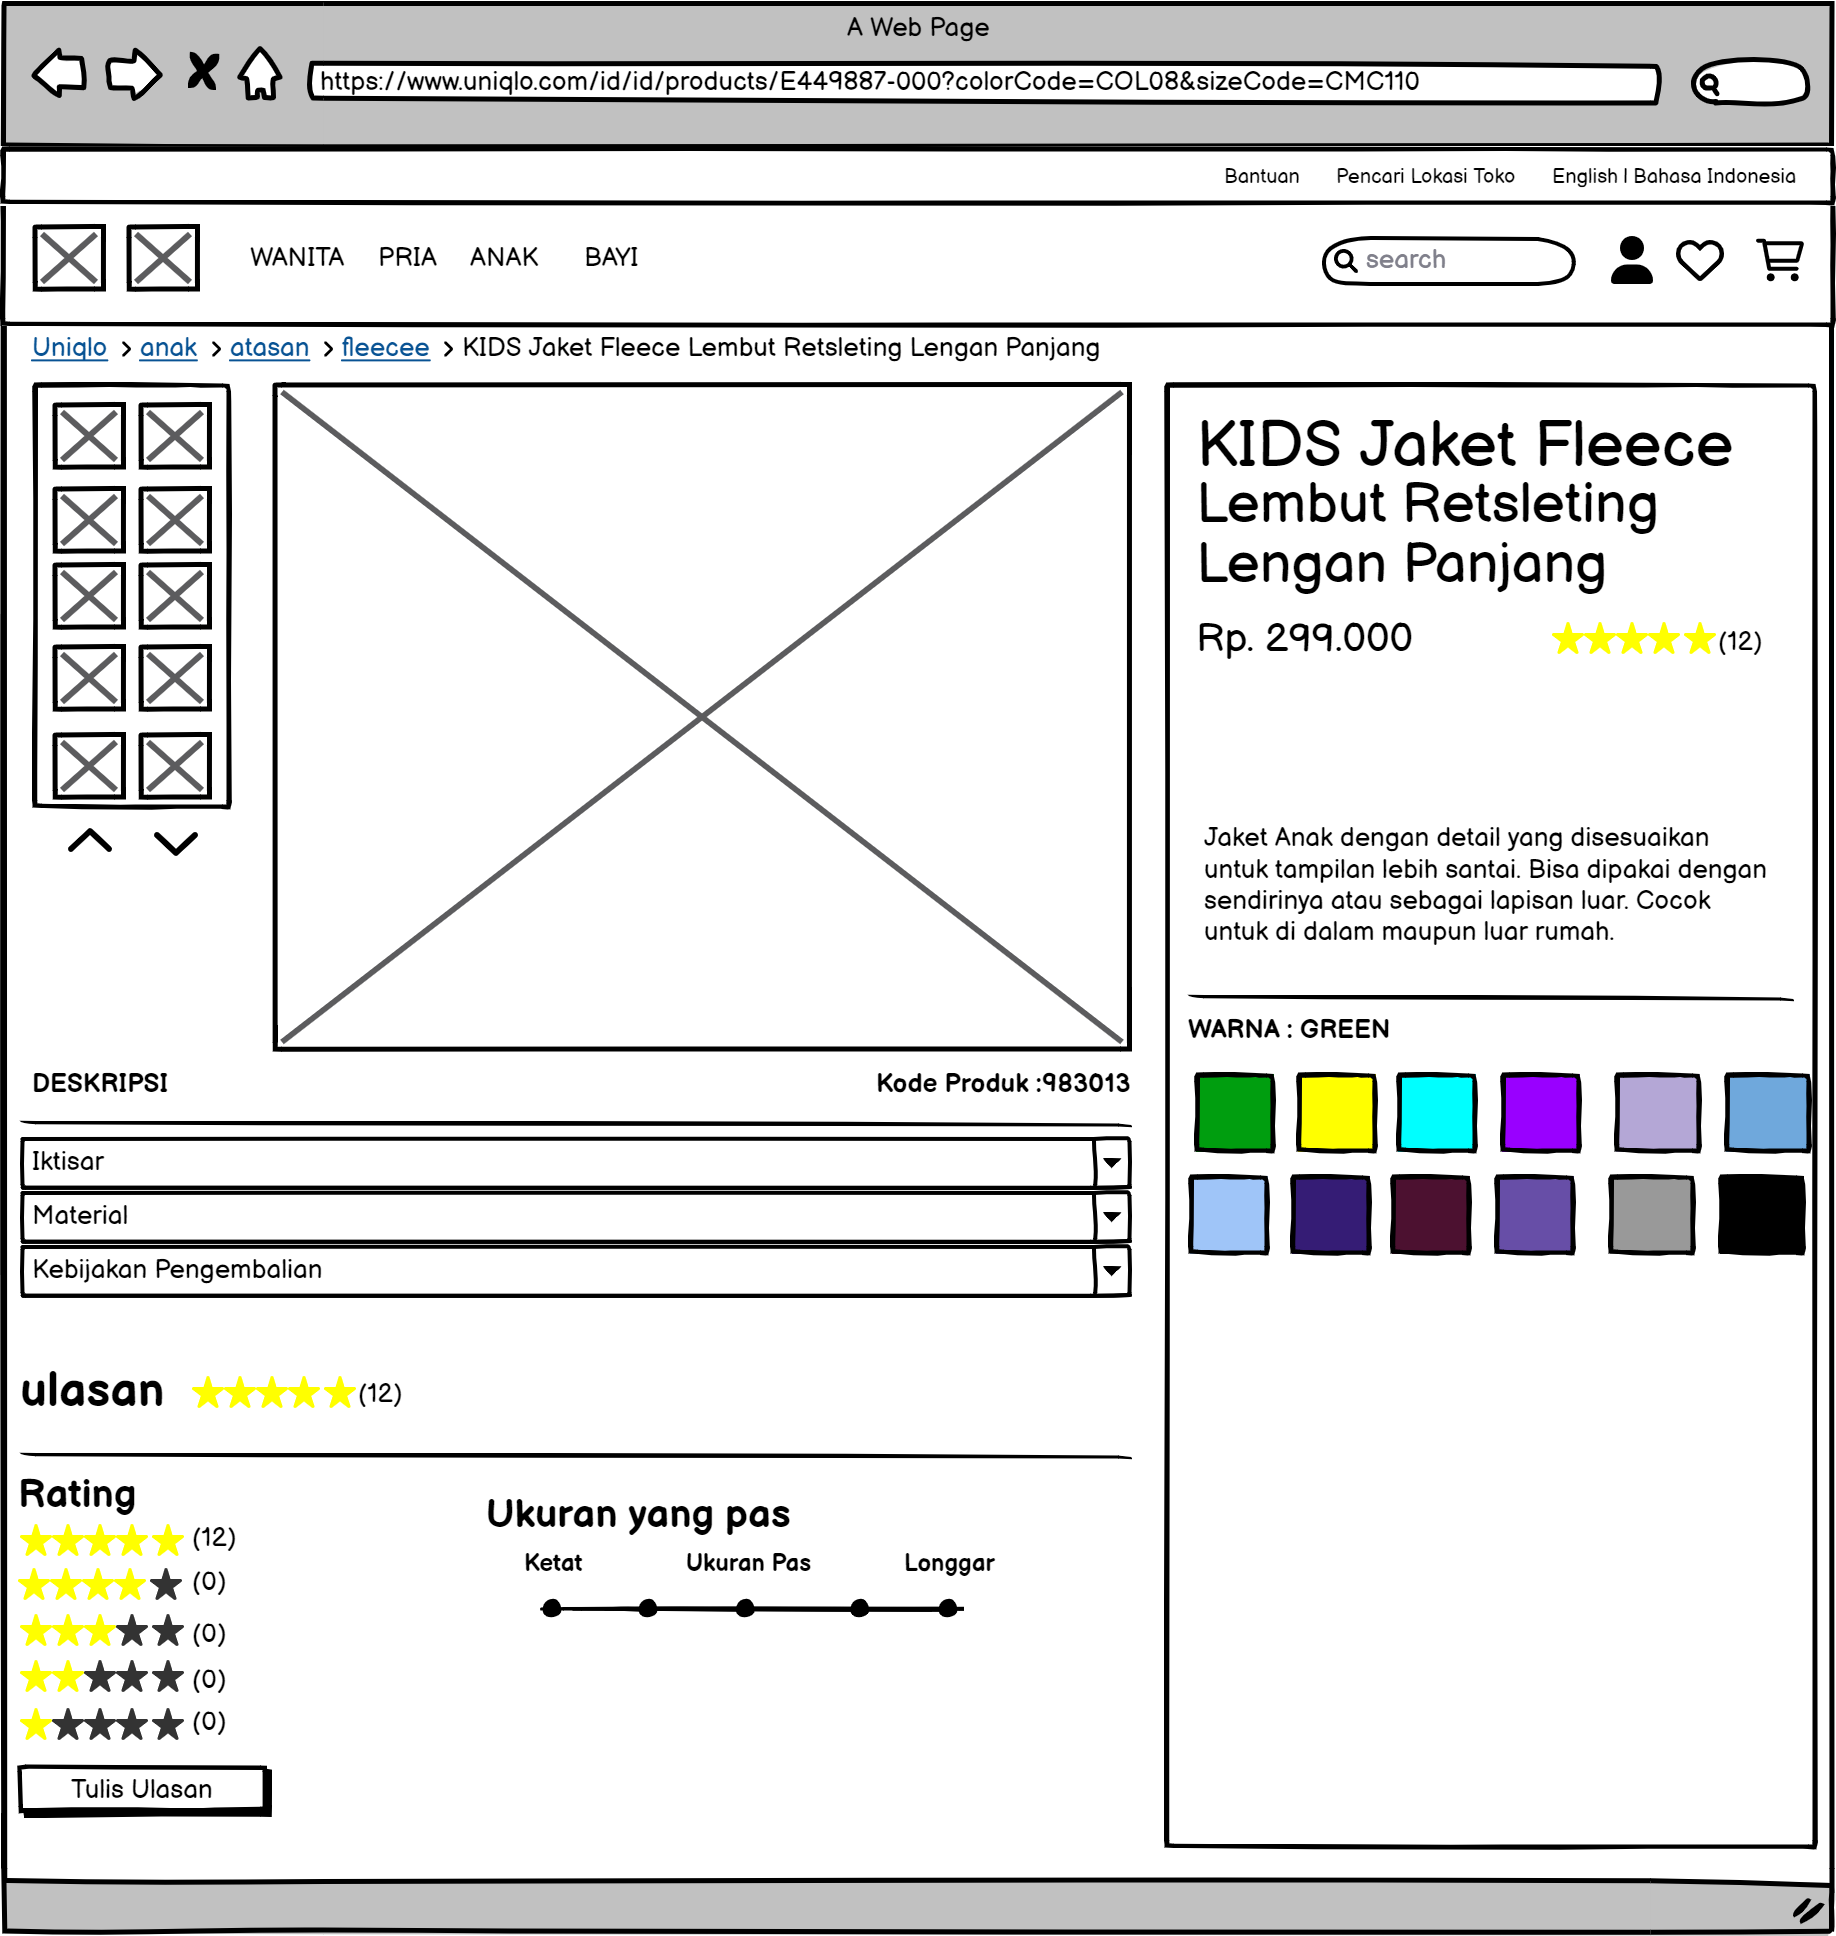 A Web Page
https://www.uniqlo.com/id/id/products/E449887-000?colorCode=COL08&sizeCode=CMC110
Bantuan Pencari Lokasi Toko English | Bahasa Indonesia
WANITA PRIA ANAK BAYI search
Uniqlo > anak > atasan > fleecee > KIDS Jaket Fleece Lembut Retsleting Lengan Panjang
KIDS Jaket Fleece
Lembut Retsleting
Lengan Panjang
Rp. 299.000 (12)
Jaket Anak dengan detail yang disesuaikan
untuk tampilan lebih santai. Bisa dipakai dengan
sendirinya atau sebagai lapisan luar. Cocok
untuk di dalam maupun luar rumah.
WARNA : GREEN
DESKRIPSI Kode Produk :983013
Iktisar
Material
Kebijakan Pengembalian
ulasan (12)
Rating
(12)
(0)
(0)
(0)
(0)
Tulis Ulasan
Ukuran yang pas
Ketat Ukuran Pas Longgar